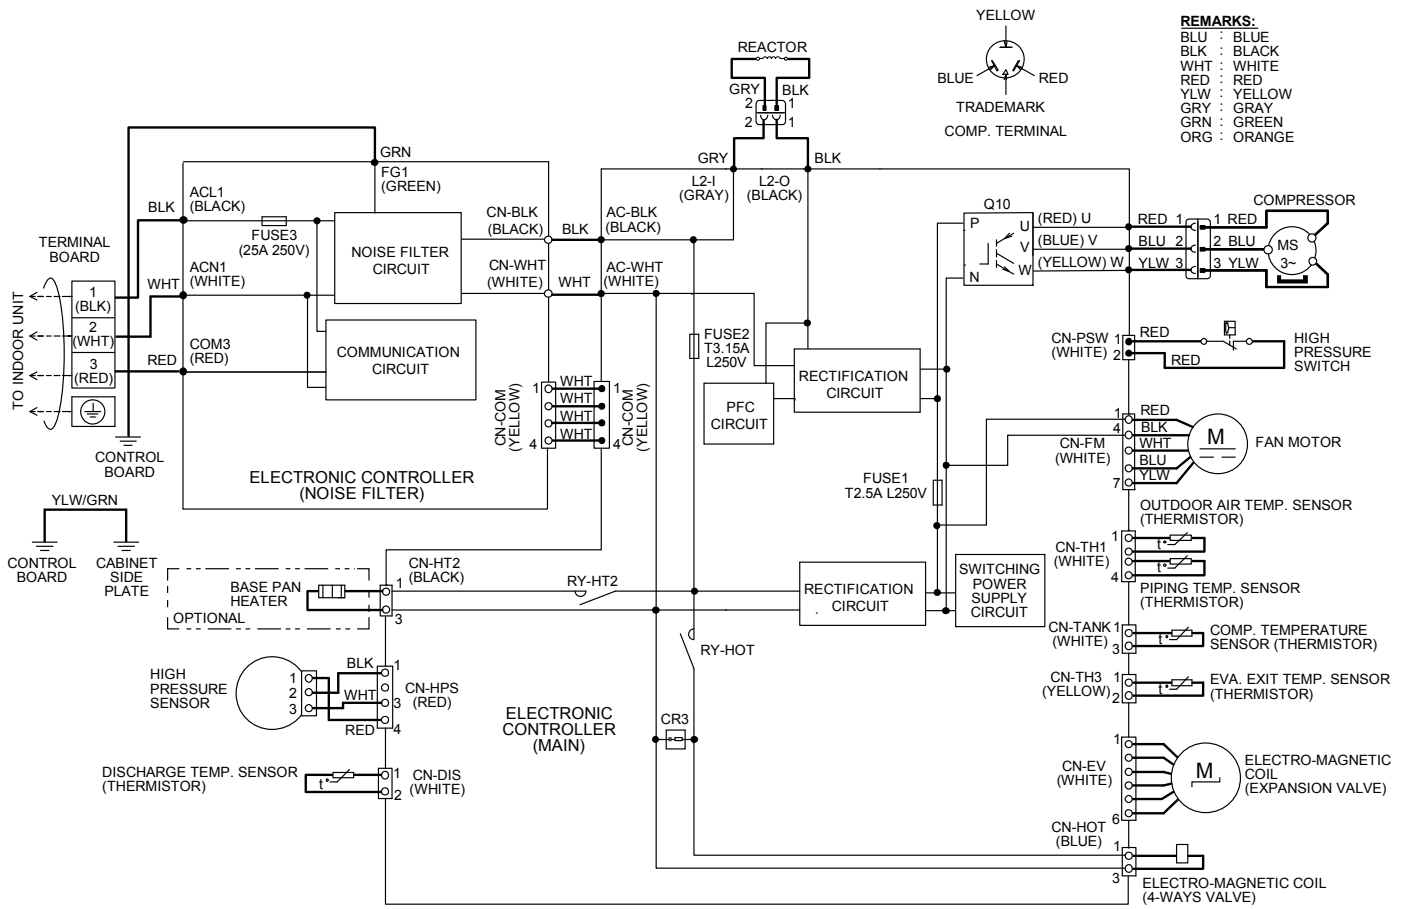 YELLOW
BLUE
RED
TRADEMARK
COMP. TERMINAL
REMARKS:
BLU : BLUE
BLK : BLACK
WHT : WHITE
RED : RED
YLW : YELLOW
GRY : GRAY
GRN : GREEN
ORG : ORANGE
REACTOR
GRY
BLK
2
1
2
1
GRY
BLK
L2-I
(GRAY)
L2-O
(BLACK)
GRN
FG1
(GREEN)
ACL1
(BLACK)
BLK
FUSE3
(25A 250V)
NOISE FILTER
CIRCUIT
CN-BLK
(BLACK)
BLK
AC-BLK
(BLACK)
CN-WHT
(WHITE)
WHT
AC-WHT
(WHITE)
TERMINAL
BOARD
ACN1
(WHITE)
WHT
TO INDOOR UNIT
1
(BLK)
2
(WHT)
3
(RED)
RED
COM3
(RED)
COMMUNICATION
CIRCUIT
CN-COM
(YELLOW)
1
4
WHT
WHT
WHT
WHT
1
4
CN-COM
(YELLOW)
CONTROL
BOARD
ELECTRONIC CONTROLLER
(NOISE FILTER)
YLW/GRN
CONTROL
BOARD
CABINET
SIDE
PLATE
FUSE2
T3.15A
L250V
RECTIFICATION
CIRCUIT
PFC
CIRCUIT
FUSE1
T2.5A L250V
Q10
P
N
U
V
W
(RED) U
(BLUE) V
(YELLOW) W
RED 1
BLU 2
YLW 3
1 RED
2 BLU
3 YLW
COMPRESSOR
MS
3~
CN-PSW
(WHITE)
1
2
RED
RED
HIGH
PRESSURE
SWITCH
CN-FM
(WHITE)
1
4
7
RED
BLK
WHT
BLU
YLW
M
FAN MOTOR
OUTDOOR AIR TEMP. SENSOR
(THERMISTOR)
CN-TH1
(WHITE)
1
4
t°
t°
PIPING TEMP. SENSOR
(THERMISTOR)
CN-HT2
(BLACK)
1
3
BASE PAN
HEATER
OPTIONAL
RY-HT2
RECTIFICATION
CIRCUIT
SWITCHING
POWER
SUPPLY
CIRCUIT
CN-TANK
(WHITE)
1
3
t°
COMP. TEMPERATURE
SENSOR (THERMISTOR)
RY-HOT
CN-TH3
(YELLOW)
1
2
t°
EVA. EXIT TEMP. SENSOR
(THERMISTOR)
HIGH
PRESSURE
SENSOR
1
2
3
BLK
WHT
RED
1
3
4
CN-HPS
(RED)
ELECTRONIC
CONTROLLER
(MAIN)
CR3
CN-EV
(WHITE)
1
6
M
ELECTRO-MAGNETIC
COIL
(EXPANSION VALVE)
DISCHARGE TEMP. SENSOR
(THERMISTOR)
t°
1
2
CN-DIS
(WHITE)
CN-HOT
(BLUE)
1
3
ELECTRO-MAGNETIC COIL
(4-WAYS VALVE)